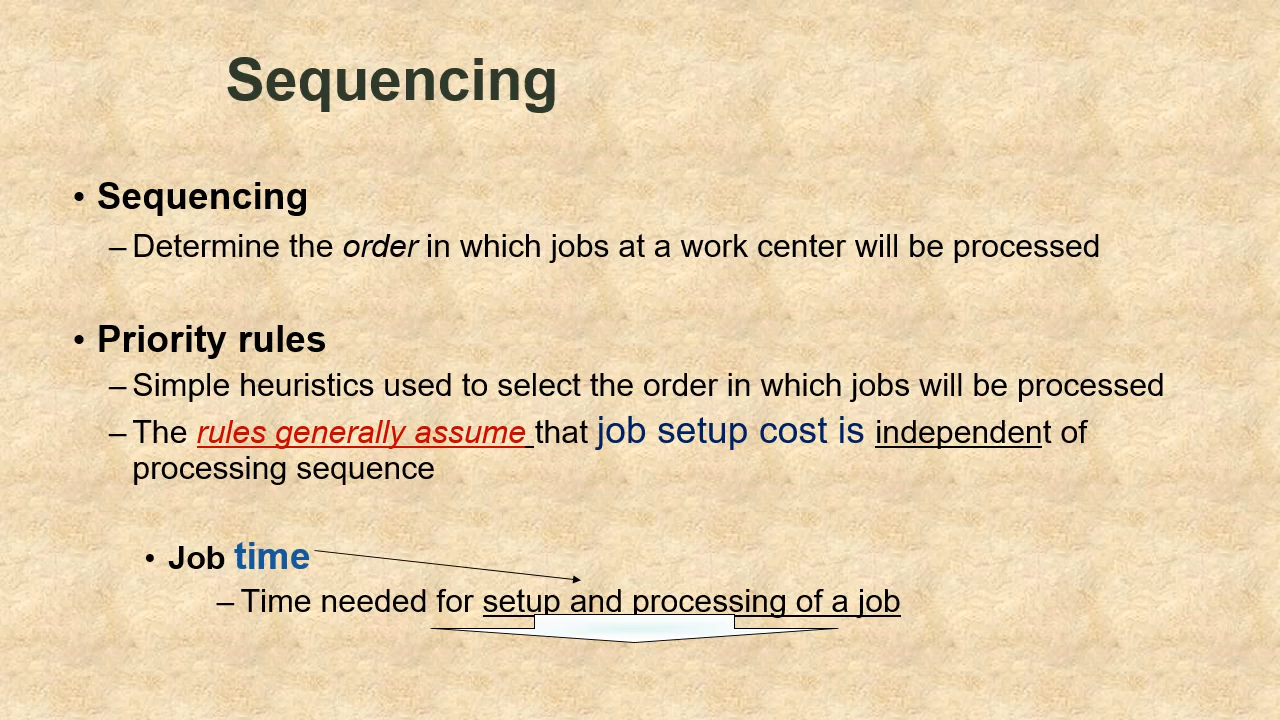 Sequencing
• Sequencing
– Determine the order in which jobs at a work center will be processed
• Priority rules
– Simple heuristics used to select the order in which jobs will be processed
– The rules generally assume that job setup cost is independent of
processing sequence
• Job time
– Time needed for setup and processing of a job